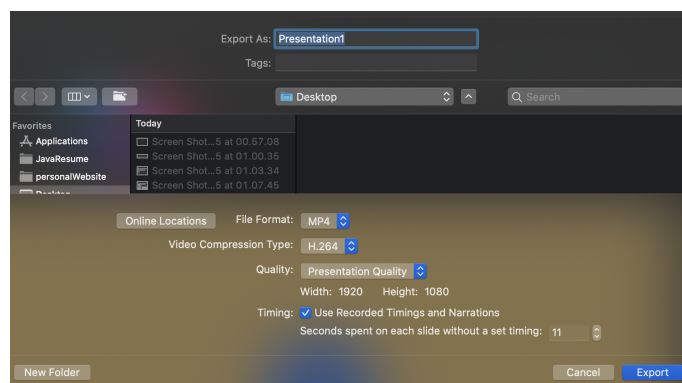 Export As: Presentation1
Tags:
Desktop
Search
Favorites
Applications
JavaResume
personalWebsite
Desktop
Today
Screen Shot...5 at 00.57.08
Screen Shot...5 at 01.00.35
Screen Shot...5 at 01.03.34
Screen Shot...5 at 01.07.45
Online Locations File Format: MP4
Video Compression Type: H.264
Quality: Presentation Quality
Width: 1920 Height: 1080
Timing: Use Recorded Timings and Narrations
Seconds spent on each slide without a set timing: 11
New Folder Cancel Export